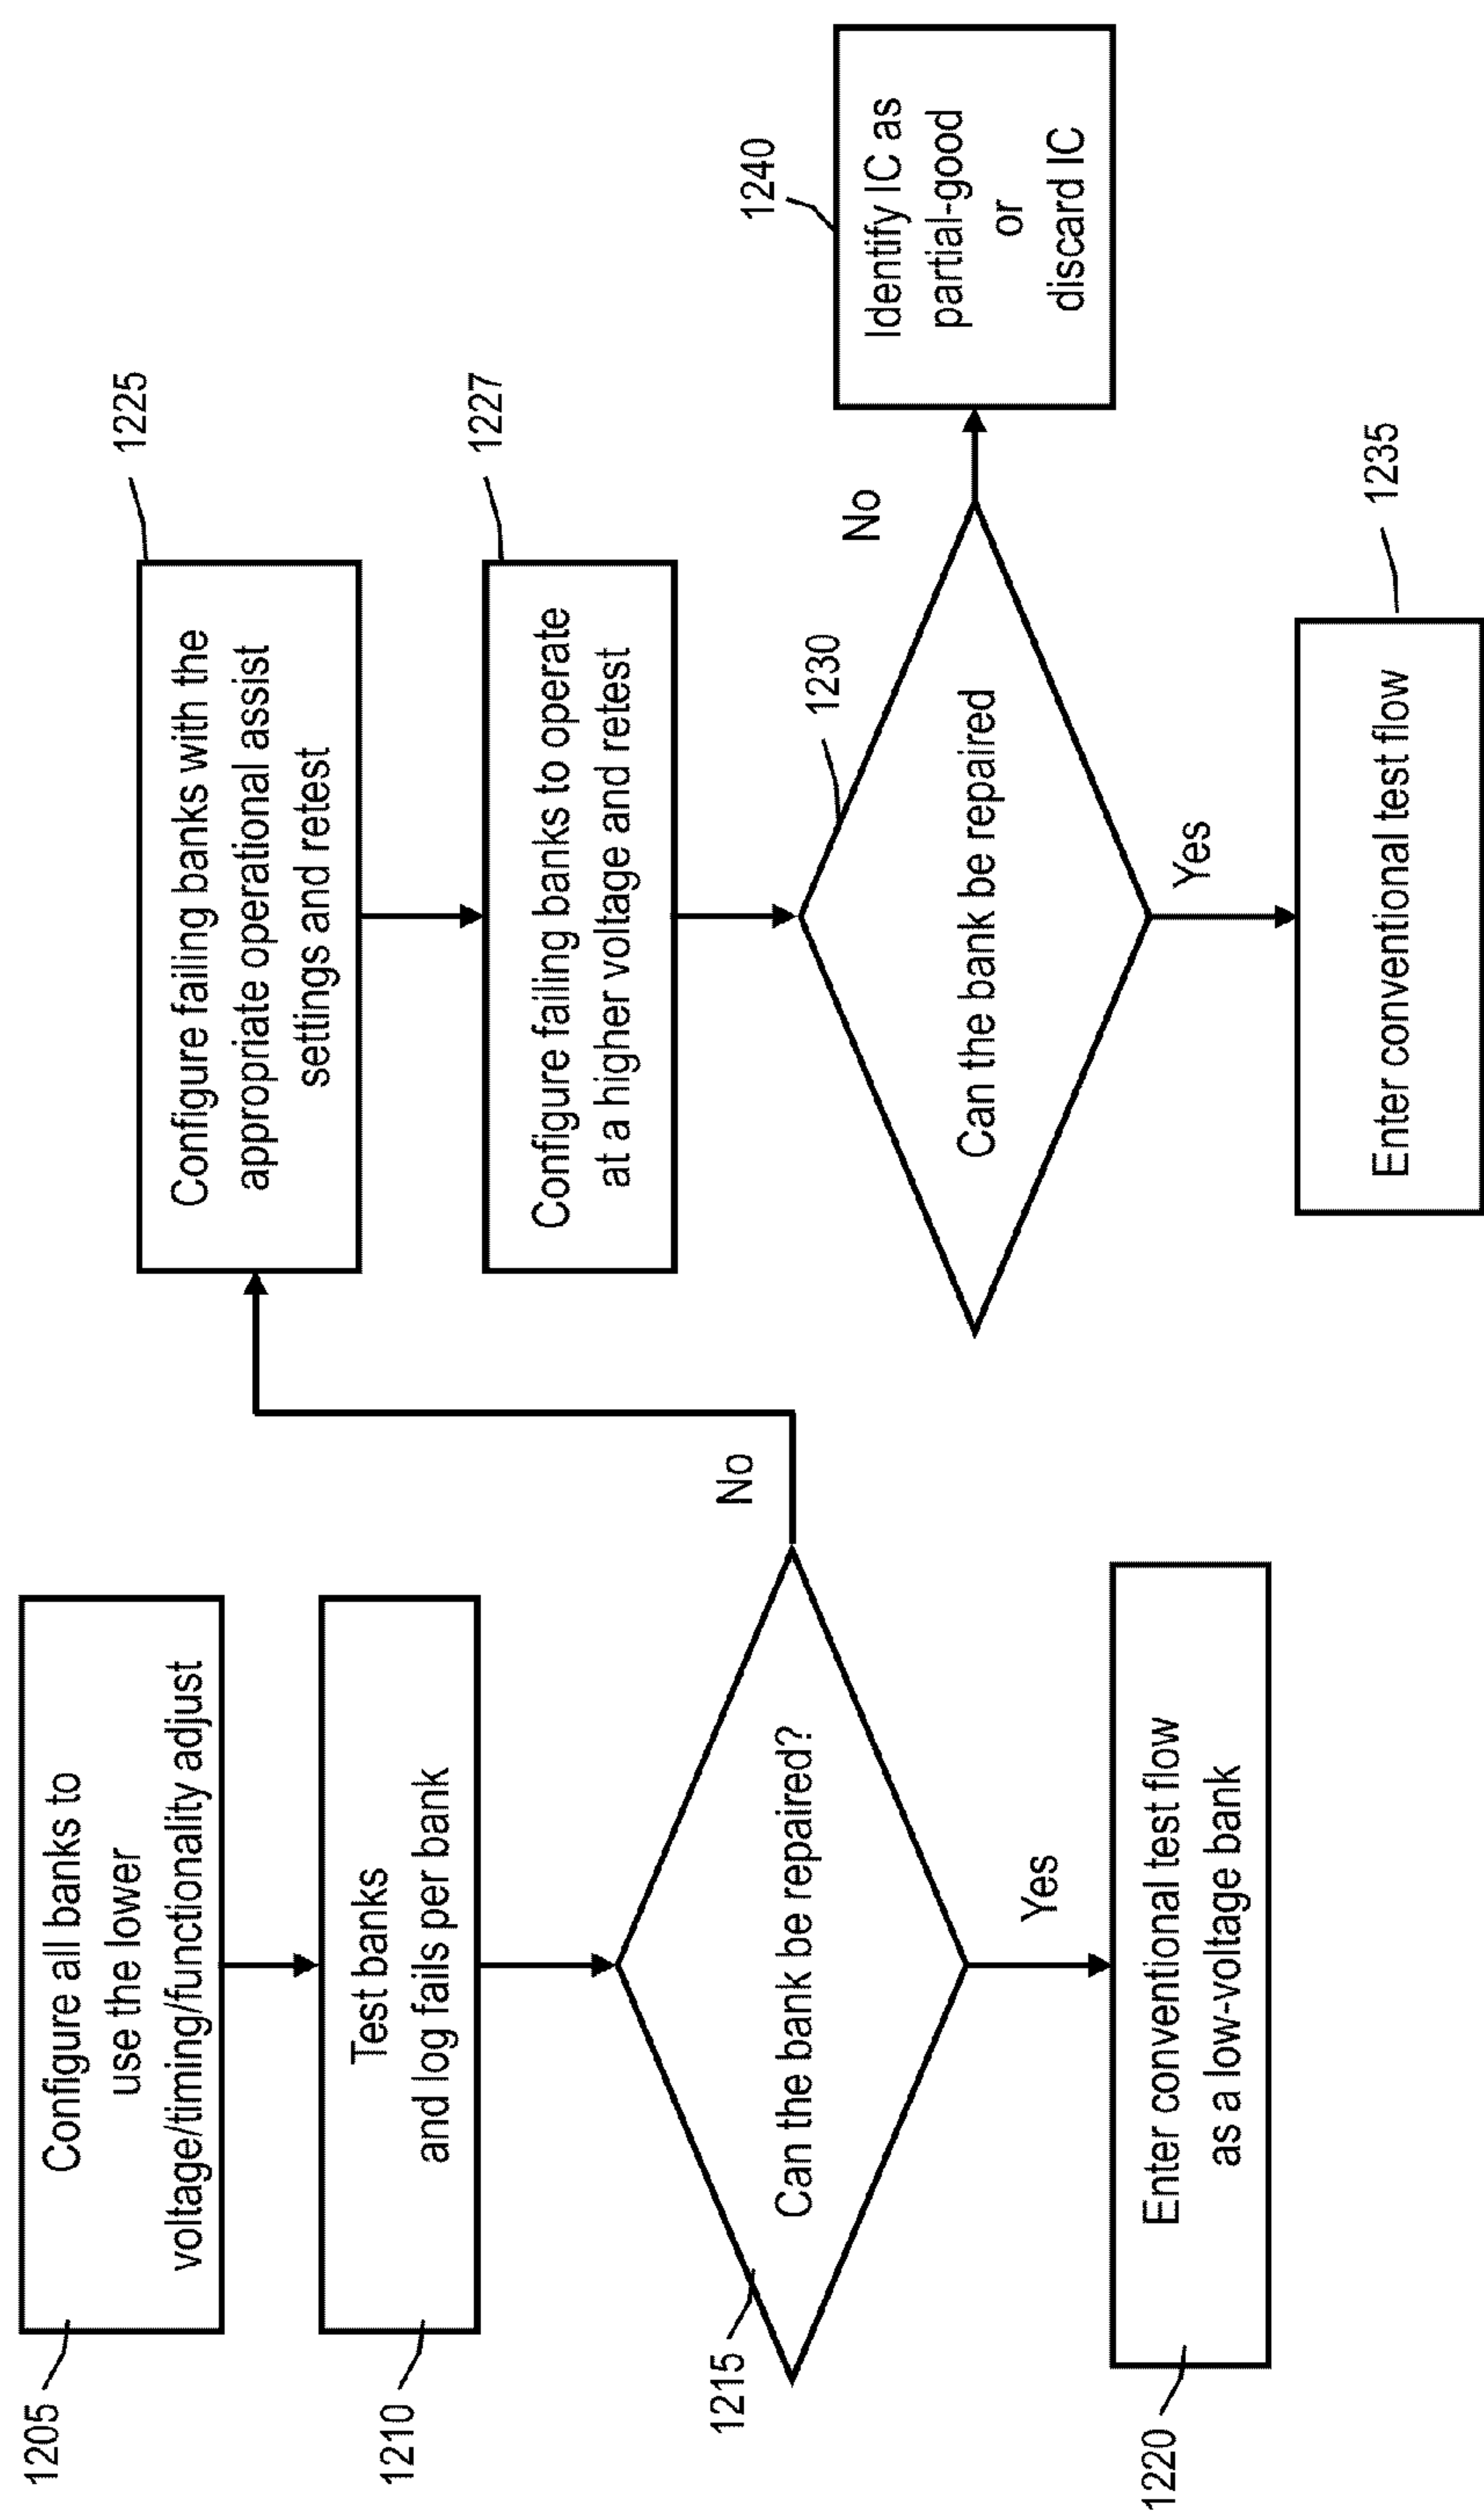 1205
Configure all banks to
use the lower
voltage/timing/functionality adjust
1210
Test banks
and log fails per bank
1215
Can the bank be repaired?
No
Yes
1220
Enter conventional test flow
as a low-voltage bank
1225
Configure failing banks with the
appropriate operational assist
settings and retest
1227
Configure failing banks to operate
at a higher voltage and retest
1230
Can the bank be repaired
No
Yes
1240
Identify IC as
partial-good
or
discard IC
1235
Enter conventional test flow